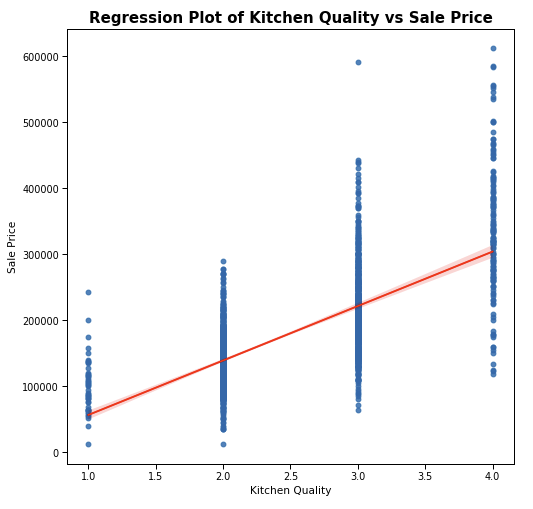 Regression Plot of Kitchen Quality vs Sale Price
600000
500000
400000
300000
200000
100000
0
Sale Price
1.0 1.5 2.0 2.5 3.0 3.5 4.0
Kitchen Quality